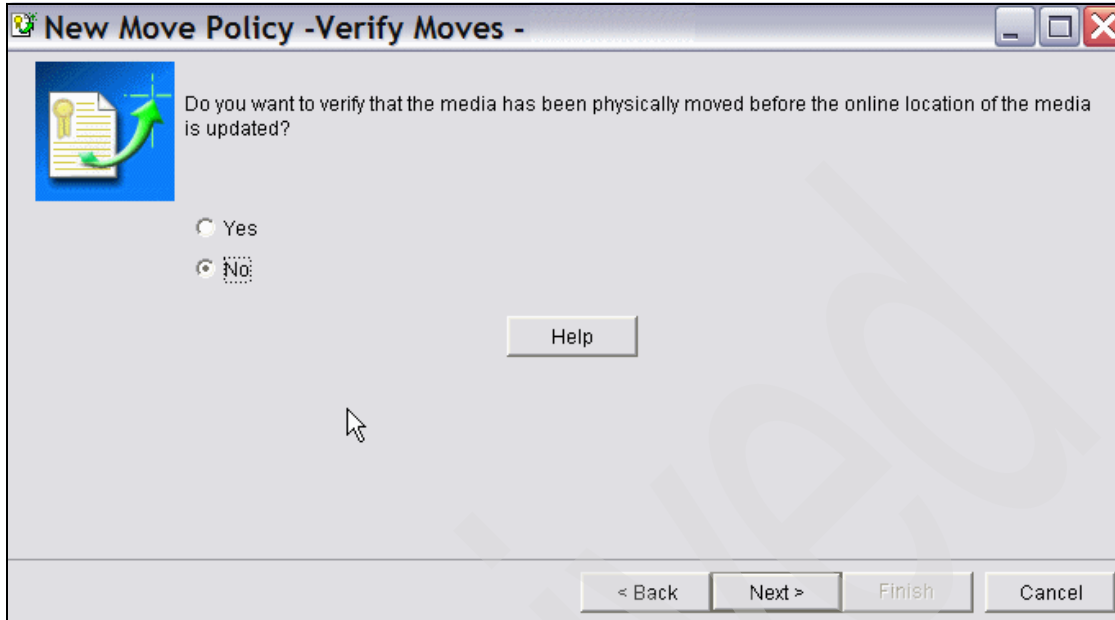 New Move Policy -Verify Moves -
Do you want to verify that the media has been physically moved before the online location of the media
is updated?
Yes
No
Help
< Back
Next >
Finish
Cancel